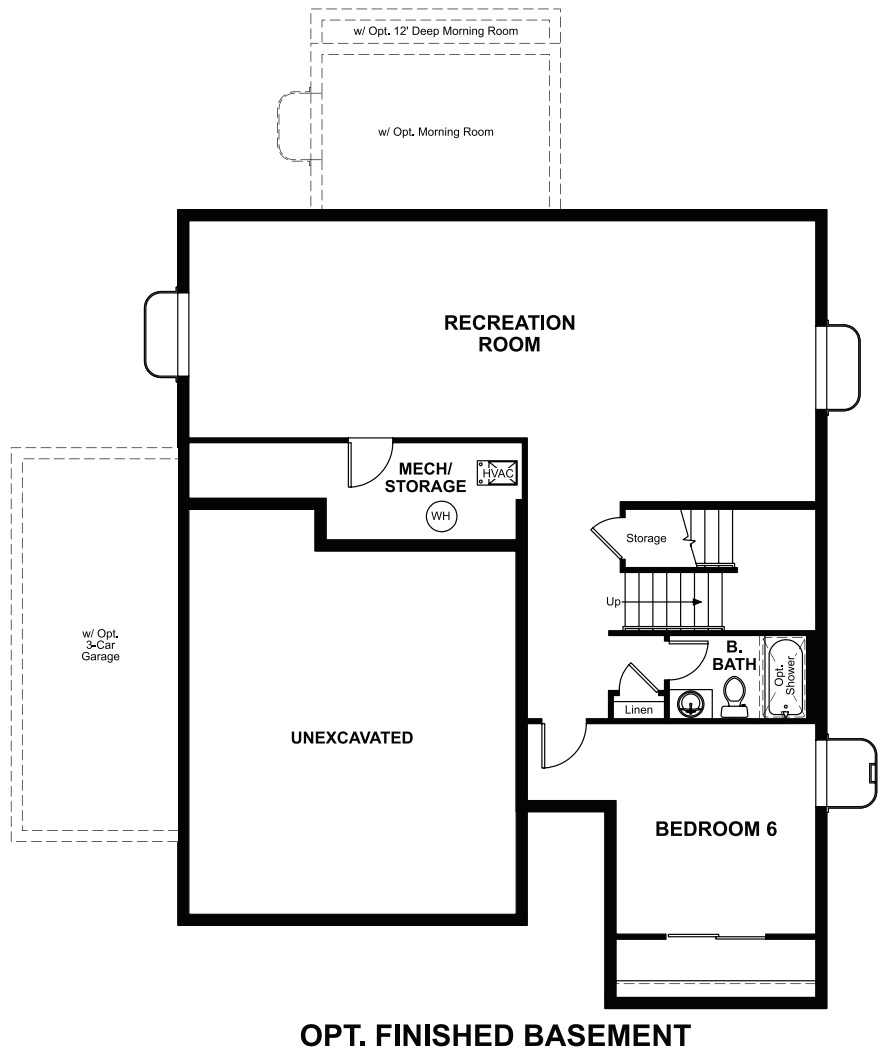 w/ Opt. 12' Deep Morning Room
w/ Opt. Morning Room
RECREATION
ROOM
MECH/
STORAGE
HVAC
WH
Storage
Up
w/ Opt.
3-Car
Garage
B.
BATH
Opt.
Shower
Linen
UNEXCAVATED
BEDROOM 6
OPT. FINISHED BASEMENT